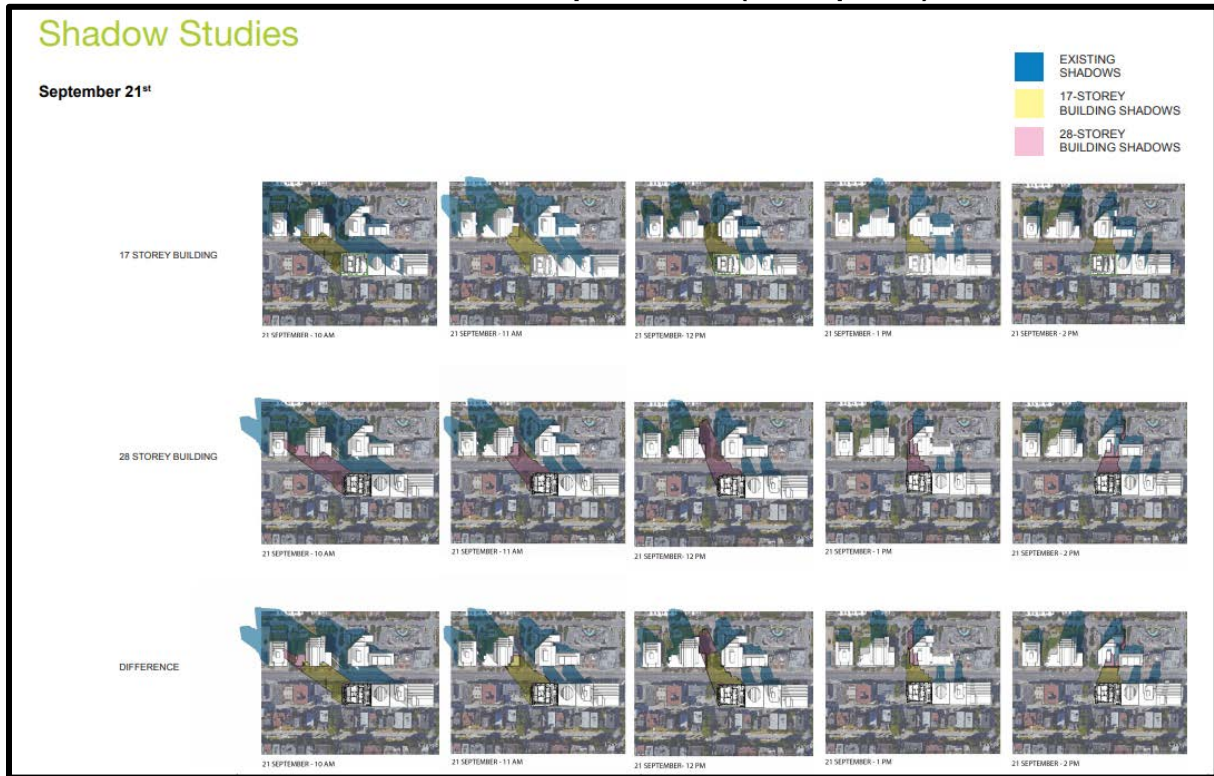 Shadow Studies
September 21st
EXISTING
SHADOWS
17-STOREY
BUILDING SHADOWS
28-STOREY
BUILDING SHADOWS
17 STOREY BUILDING
21 SEPTEMBER - 10 AM
21 SEPTEMBER - 11 AM
21 SEPTEMBER- 12 PM
21 SEPTEMBER - 1 PM
21 SEPTEMBER - 2 PM
28 STOREY BUILDING
21 SEPTEMBER - 10 AM
21 SEPTEMBER - 11 AM
21 SEPTEMBER- 12 PM
21 SEPTEMBER - 1 PM
21 SEPTEMBER - 2 PM
DIFFERENCE
21 SEPTEMBER - 10 AM
21 SEPTEMBER - 11 AM
21 SEPTEMBER- 12 PM
21 SEPTEMBER - 1 PM
21 SEPTEMBER - 2 PM